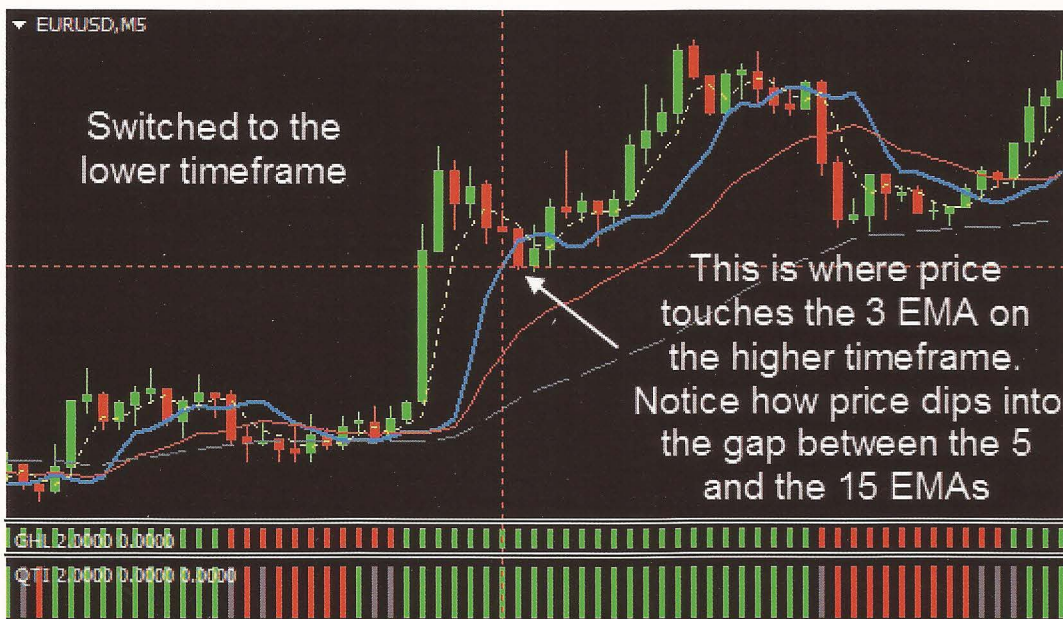 EURUSD,M5
Switched to the
lower timeframe
This is where price
touches the 3 EMA on
the higher timeframe.
Notice how price dips into
the gap between the 5
and the 15 EMAs
GHL 2.0000 0.0000
QTI 2.0000 0.0000 0.0000